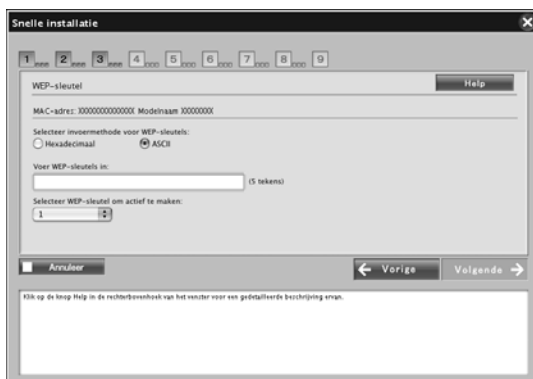 Snelle installatie
1 2 3 4 5 6 7 8 9
WEP-sleutel
Help
MAC-adres: XXXXXXXXXXXXXX Modelnaam XXXXXXXX
Selecteer invoermethode voor WEP-sleutels:
Hexadecimaal ASCII
Voer WEP-sleutels in:
(5 tekens)
Selecteer WEP-sleutel om actief te maken:
1
Annuleer
Vorige
Volgende
Klik op de knop Help in de rechterbovenhoek van het venster voor een gedetailleerde beschrijving ervan.